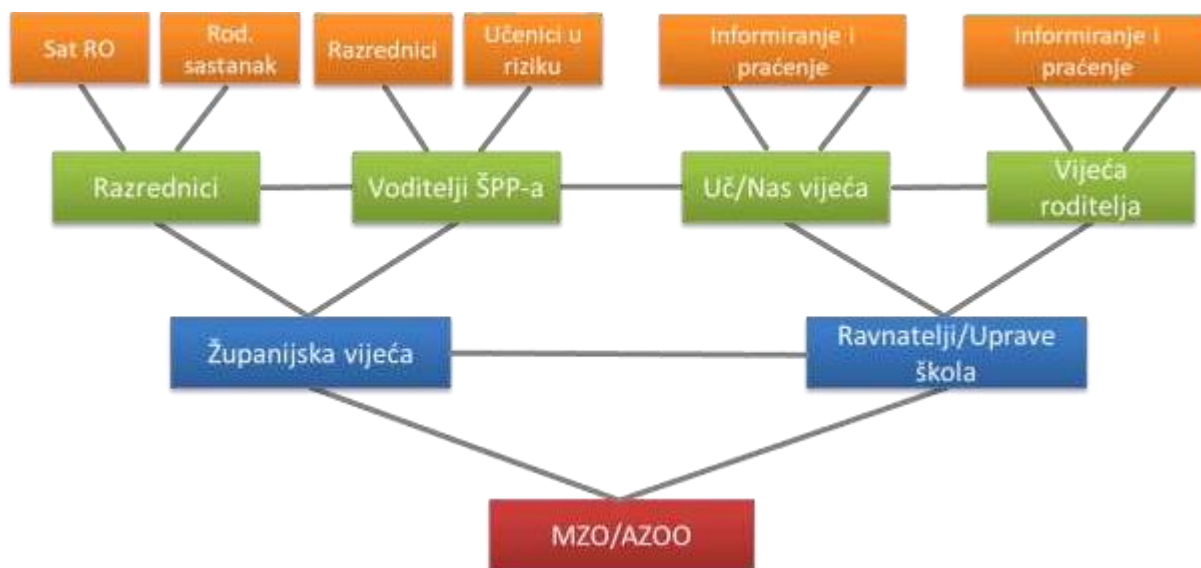 Sat RO
Rod.
sastanak
Razrednici
Učenici u
riziku
Informiranje i
praćenje
Informiranje i
praćenje
Razrednici
Voditelji ŠPP-a
Uč/Nas vijeća
Vijeća
roditelja
Županijska vijeća
Ravnatelji/Uprave
škola
MZO/AZOO